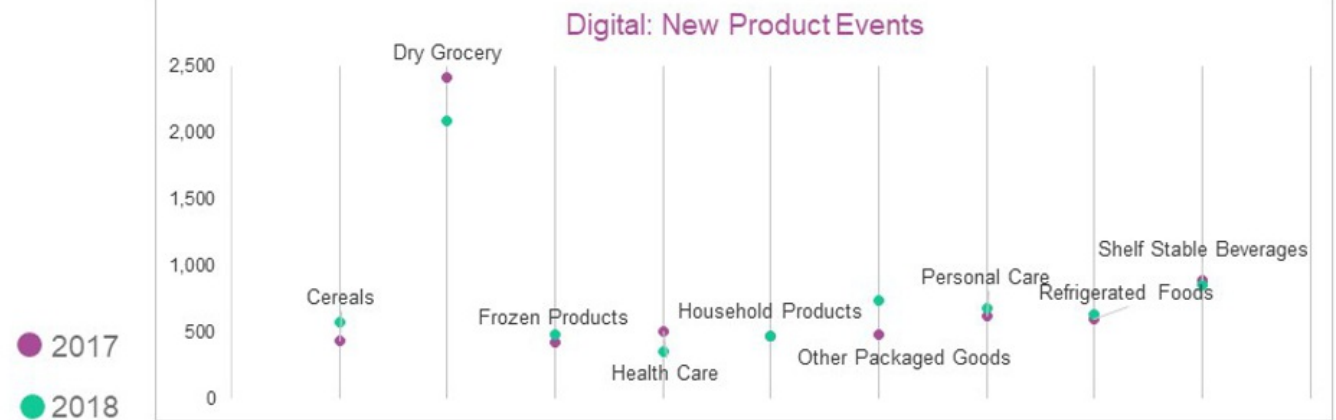 Digital: New Product Events
2,500
2,000
1,500
1,000
500
0
Dry Grocery
Cereals
Frozen Products
Health Care
Household Products
Other Packaged Goods
Personal Care
Refrigerated Foods
Shelf Stable Beverages
2017
2018